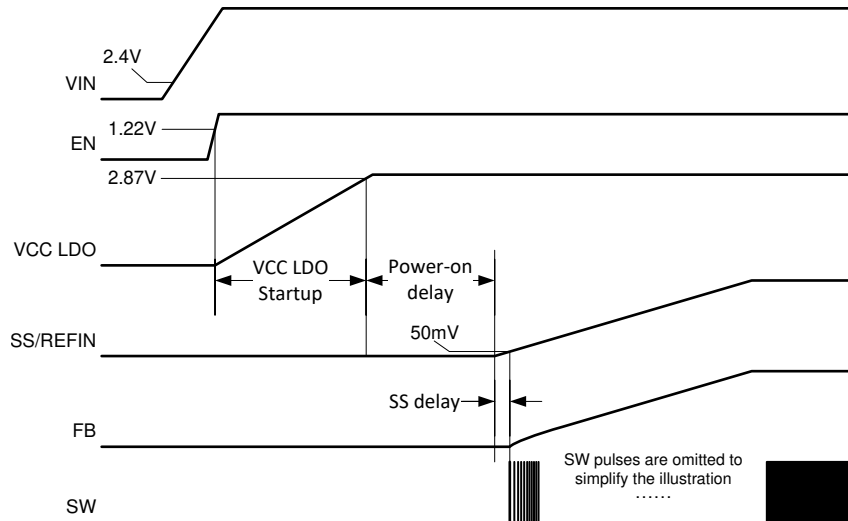 2.4V
VIN
1.22V
EN
2.87V
VCC LDO
VCC LDO
Startup
Power-on
delay
50mV
SS/REFIN
SS delay
FB
SW pulses are omitted to
simplify the illustration
......
SW